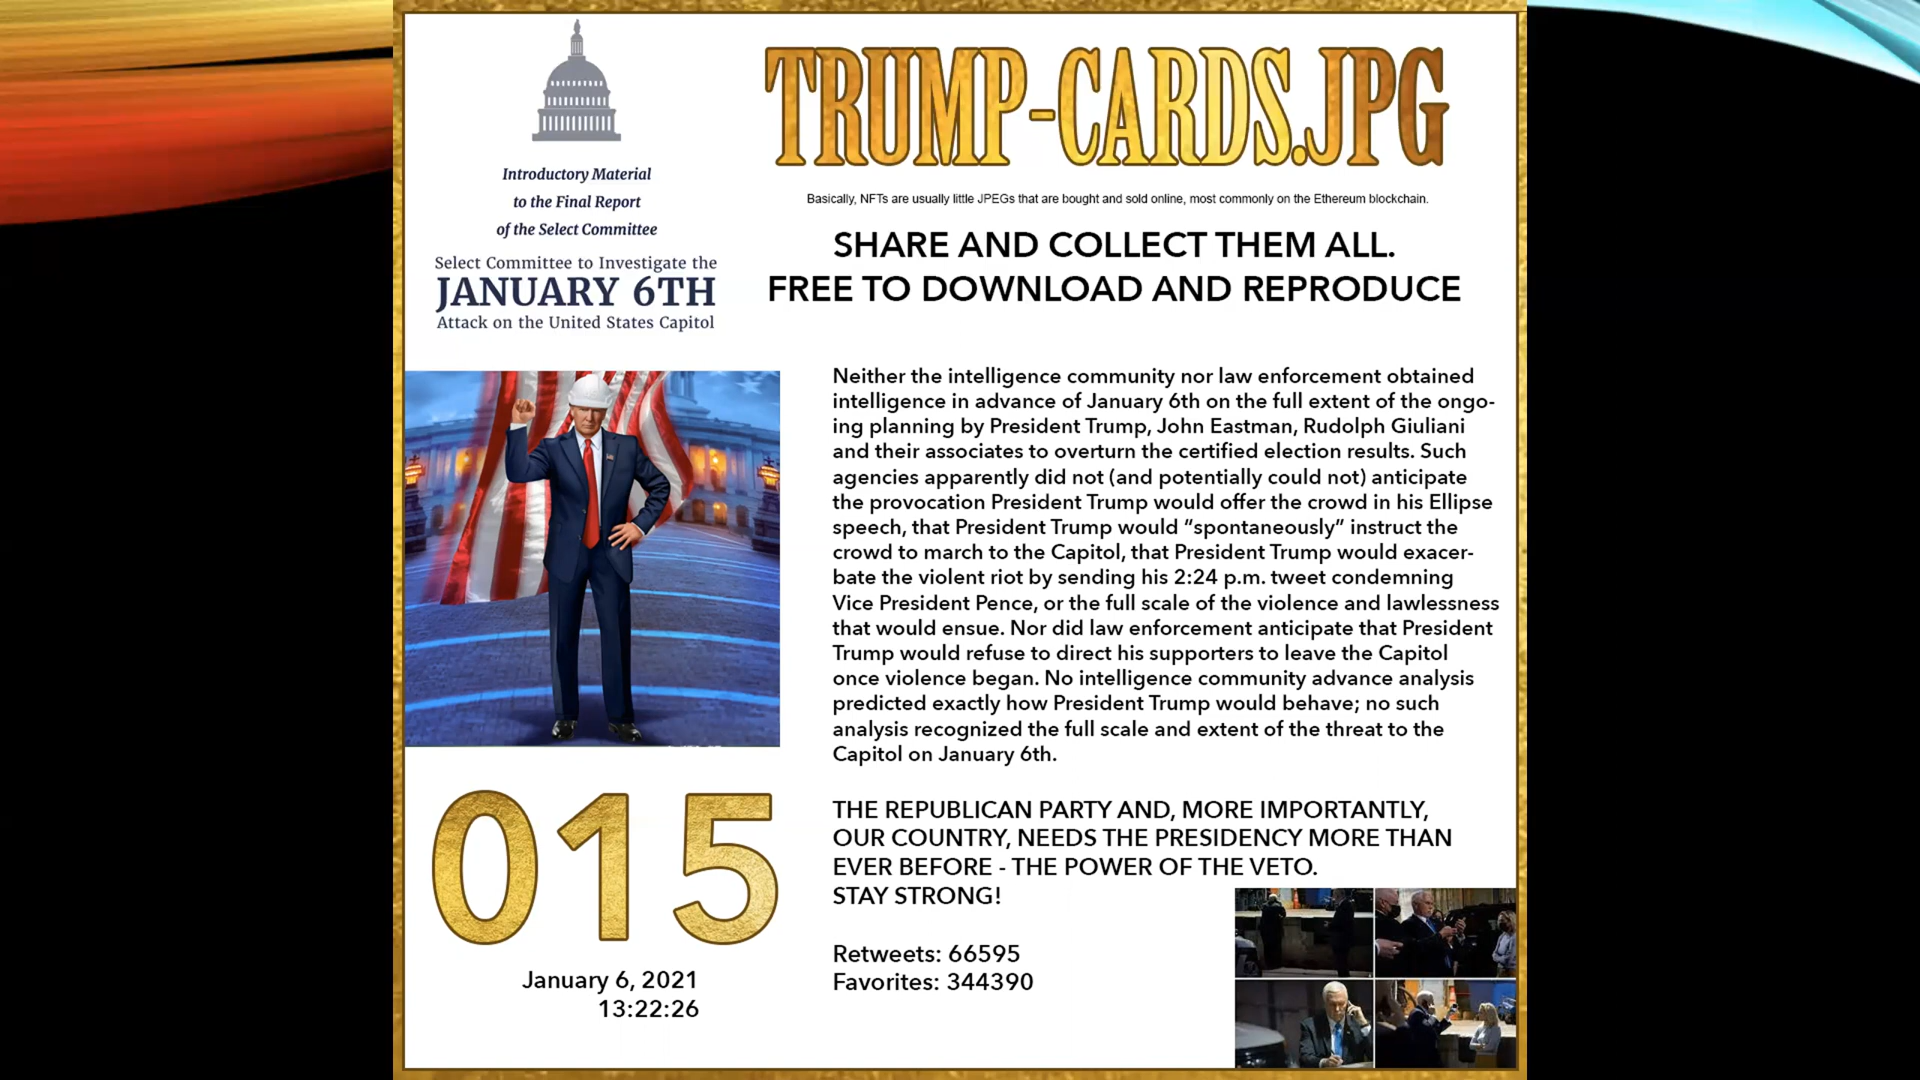 Introductory Material
to the Final Report
of the Select Committee
Select Committee to Investigate the
JANUARY 6TH
Attack on the United States Capitol
TRUMP-CARDS.JPG
Basically, NFTs are usually little JPEGs that are bought and sold online, most commonly on the Ethereum blockchain.
SHARE AND COLLECT THEM ALL.
FREE TO DOWNLOAD AND REPRODUCE
Neither the intelligence community nor law enforcement obtained
intelligence in advance of January 6th on the full extent of the ongo-
ing planning by President Trump, John Eastman, Rudolph Giuliani
and their associates to overturn the certified election results. Such
agencies apparently did not (and potentially could not) anticipate
the provocation President Trump would offer the crowd in his Ellipse
speech, that President Trump would “spontaneously” instruct the
crowd to march to the Capitol, that President Trump would exacer-
bate the violent riot by sending his 2:24 p.m. tweet condemning
Vice President Pence, or the full scale of the violence and lawlessness
that would ensue. Nor did law enforcement anticipate that President
Trump would refuse to direct his supporters to leave the Capitol
once violence began. No intelligence community advance analysis
predicted exactly how President Trump would behave; no such
analysis recognized the full scale and extent of the threat to the
Capitol on January 6th.
THE REPUBLICAN PARTY AND, MORE IMPORTANTLY,
OUR COUNTRY, NEEDS THE PRESIDENCY MORE THAN
EVER BEFORE - THE POWER OF THE VETO.
STAY STRONG!
Retweets: 66595
Favorites: 344390
015
January 6, 2021
13:22:26